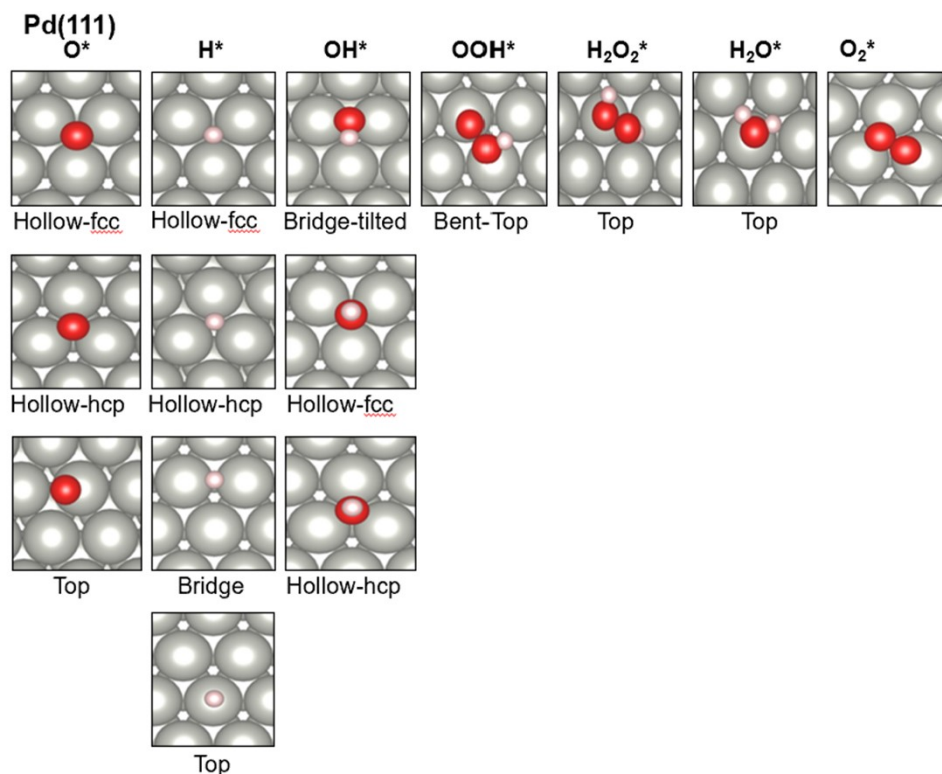 Pd(111)
O* H* OH* OOH* H₂O₂* H₂O* O₂*
Hollow-fcc Hollow-fcc Bridge-tilted Bent-Top Top Top
Hollow-hcp Hollow-hcp Hollow-fcc
Top Bridge Hollow-hcp
Top